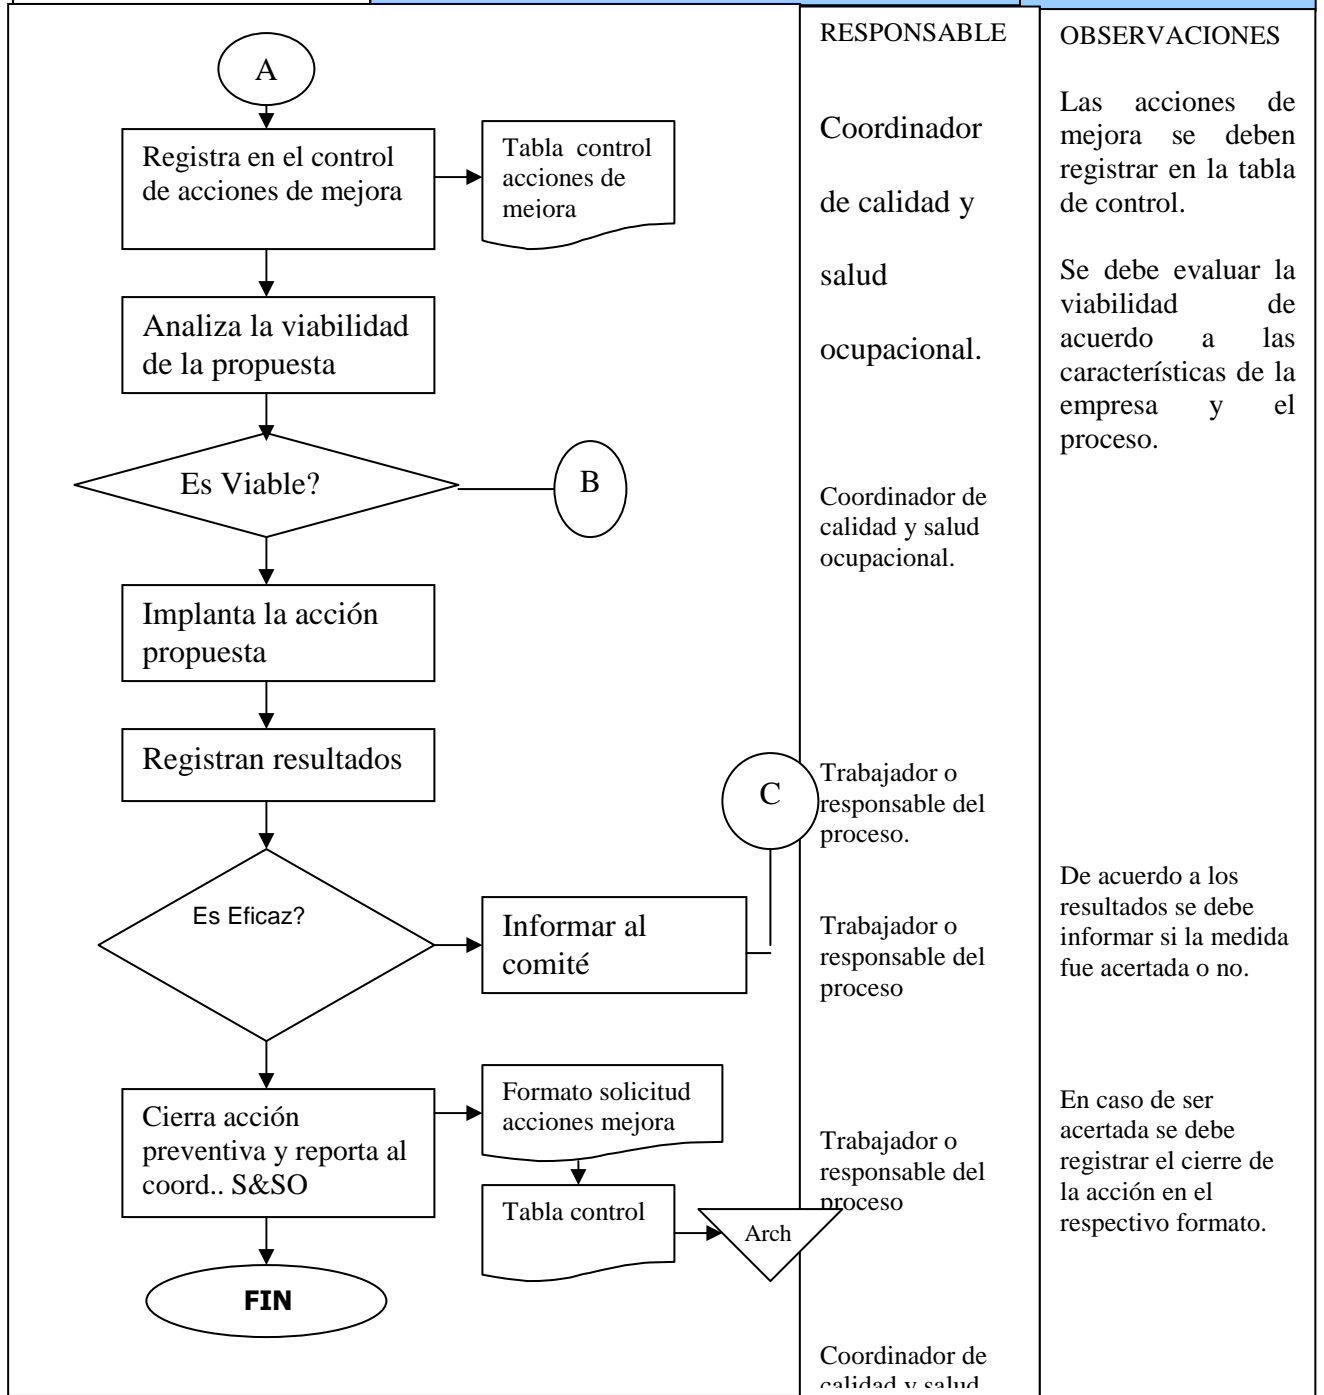 A
Registra en el control
de acciones de mejora
Tabla control
acciones de
mejora
Analiza la viabilidad
de la propuesta
Es Viable?
B
Implanta la acción
propuesta
Registran resultados
C
Es Eficaz?
Informar al
comité
Cierra acción
preventiva y reporta al
coord.. S&SO
Formato solicitud
acciones mejora
Tabla control
Arch
FIN
RESPONSABLE
Coordinador
de calidad y
salud
ocupacional.
Coordinador de
calidad y salud
ocupacional.
Trabajador o
responsable del
proceso.
Trabajador o
responsable del
proceso
Trabajador o
responsable del
proceso
Coordinador de
calidad y salud
OBSERVACIONES
Las acciones de
mejora se deben
registrar en la tabla
de control.
Se debe evaluar la
viabilidad de
acuerdo a las
características de la
empresa y el
proceso.
De acuerdo a los
resultados se debe
informar si la medida
fue acertada o no.
En caso de ser
acertada se debe
registrar el cierre de
la acción en el
respectivo formato.